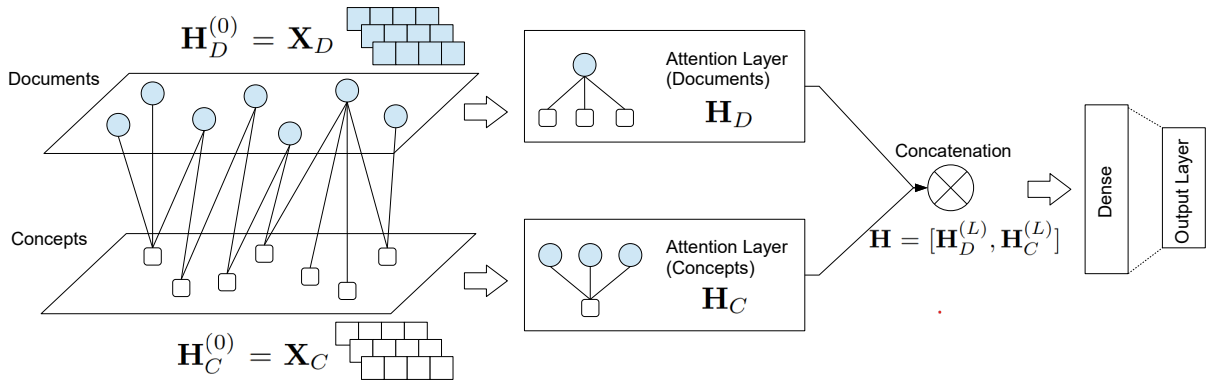 H_D^{(0)} = X_D
Documents
Attention Layer
(Documents)
H_D
Concatenation
H = [H_D^{(L)}, H_C^{(L)}]
Dense
Output Layer
Concepts
Attention Layer
(Concepts)
H_C
H_C^{(0)} = X_C